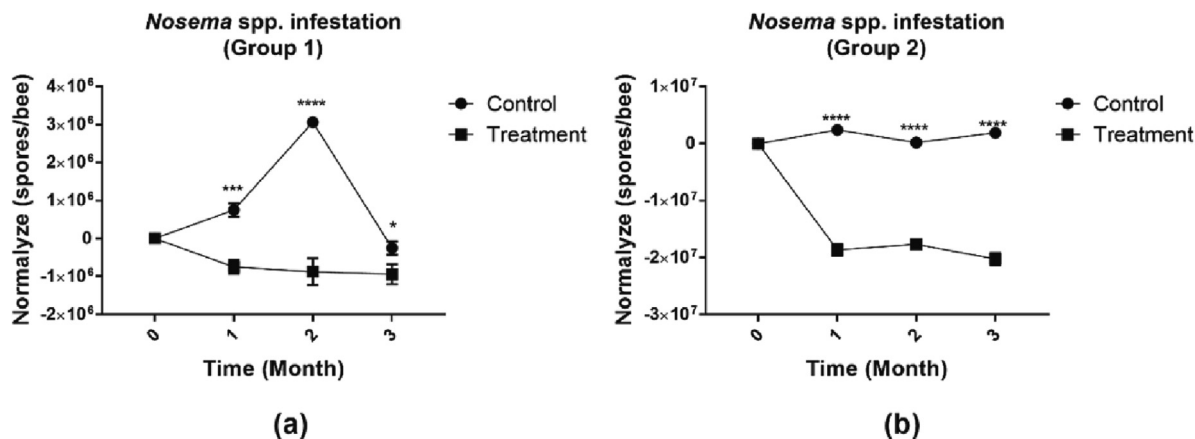 Nosema spp. infestation
(Group 1)
Normalize (spores/bee)
4×10⁶
3×10⁶
2×10⁶
1×10⁶
0
-1×10⁶
-2×10⁶
***
****
*
0 1 2 3
Time (Month)
Control
Treatment
(a)
Nosema spp. infestation
(Group 2)
Normalize (spores/bee)
1×10⁷
0
-1×10⁷
-2×10⁷
-3×10⁷
****
****
****
0 1 2 3
Time (Month)
Control
Treatment
(b)